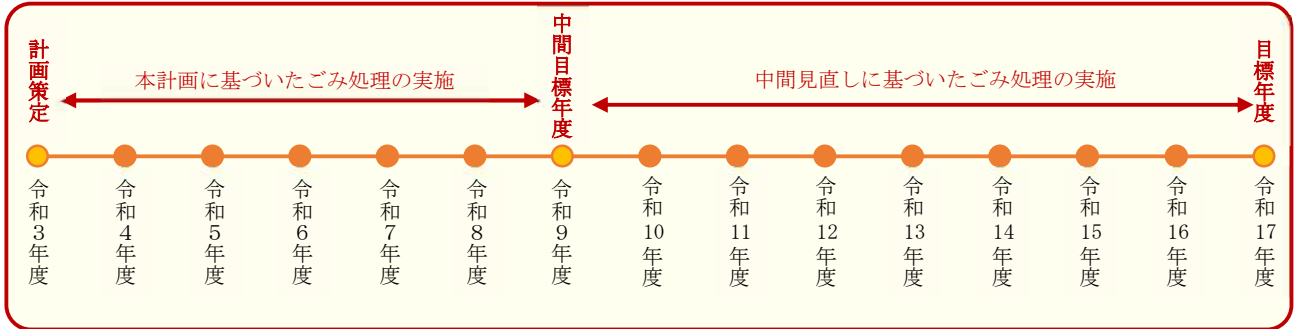 計画策定
本計画に基づいたごみ処理の実施
中間目標年度
中間見直しに基づいたごみ処理の実施
目標年度
令和3年度
令和4年度
令和5年度
令和6年度
令和7年度
令和8年度
令和9年度
令和10年度
令和11年度
令和12年度
令和13年度
令和14年度
令和15年度
令和16年度
令和17年度